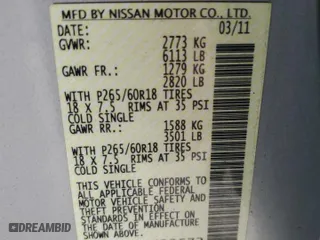 MFD BY NISSAN MOTOR CO., LTD.
DATE: 03/11
GVWR: 2773 KG
6113 LB
GAWR FR.: 1279 KG
2820 LB
WITH P265/60R18 TIRES
18 X 7.5 RIMS AT 35 PSI
COLD SINGLE
GAWR RR.: 1588 KG
3501 LB
WITH P265/60R18 TIRES
18 X 7.5 RIMS AT 35 PSI
COLD SINGLE
THIS VEHICLE CONFORMS TO
ALL APPLICABLE FEDERAL
MOTOR VEHICLE SAFETY AND
THEFT PREVENTION
STANDARDS IN EFFECT ON
THE DATE OF MANUFACTURE
SHOWN ABOVE.
DREAMBID